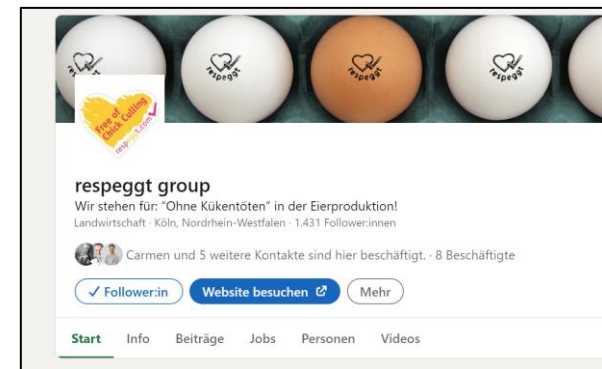 respeggt
respeggt
respeggt
respeggt
Free of
Chick Culling
respeggt.com
respeggt group
Wir stehen für: "Ohne Kükentöten" in der Eierproduktion!
Landwirtschaft · Köln, Nordrhein-Westfalen · 1.431 Follower:innen
Carmen und 5 weitere Kontakte sind hier beschäftigt. · 8 Beschäftigte
✓ Follower:in Website besuchen Mehr
Start Info Beiträge Jobs Personen Videos